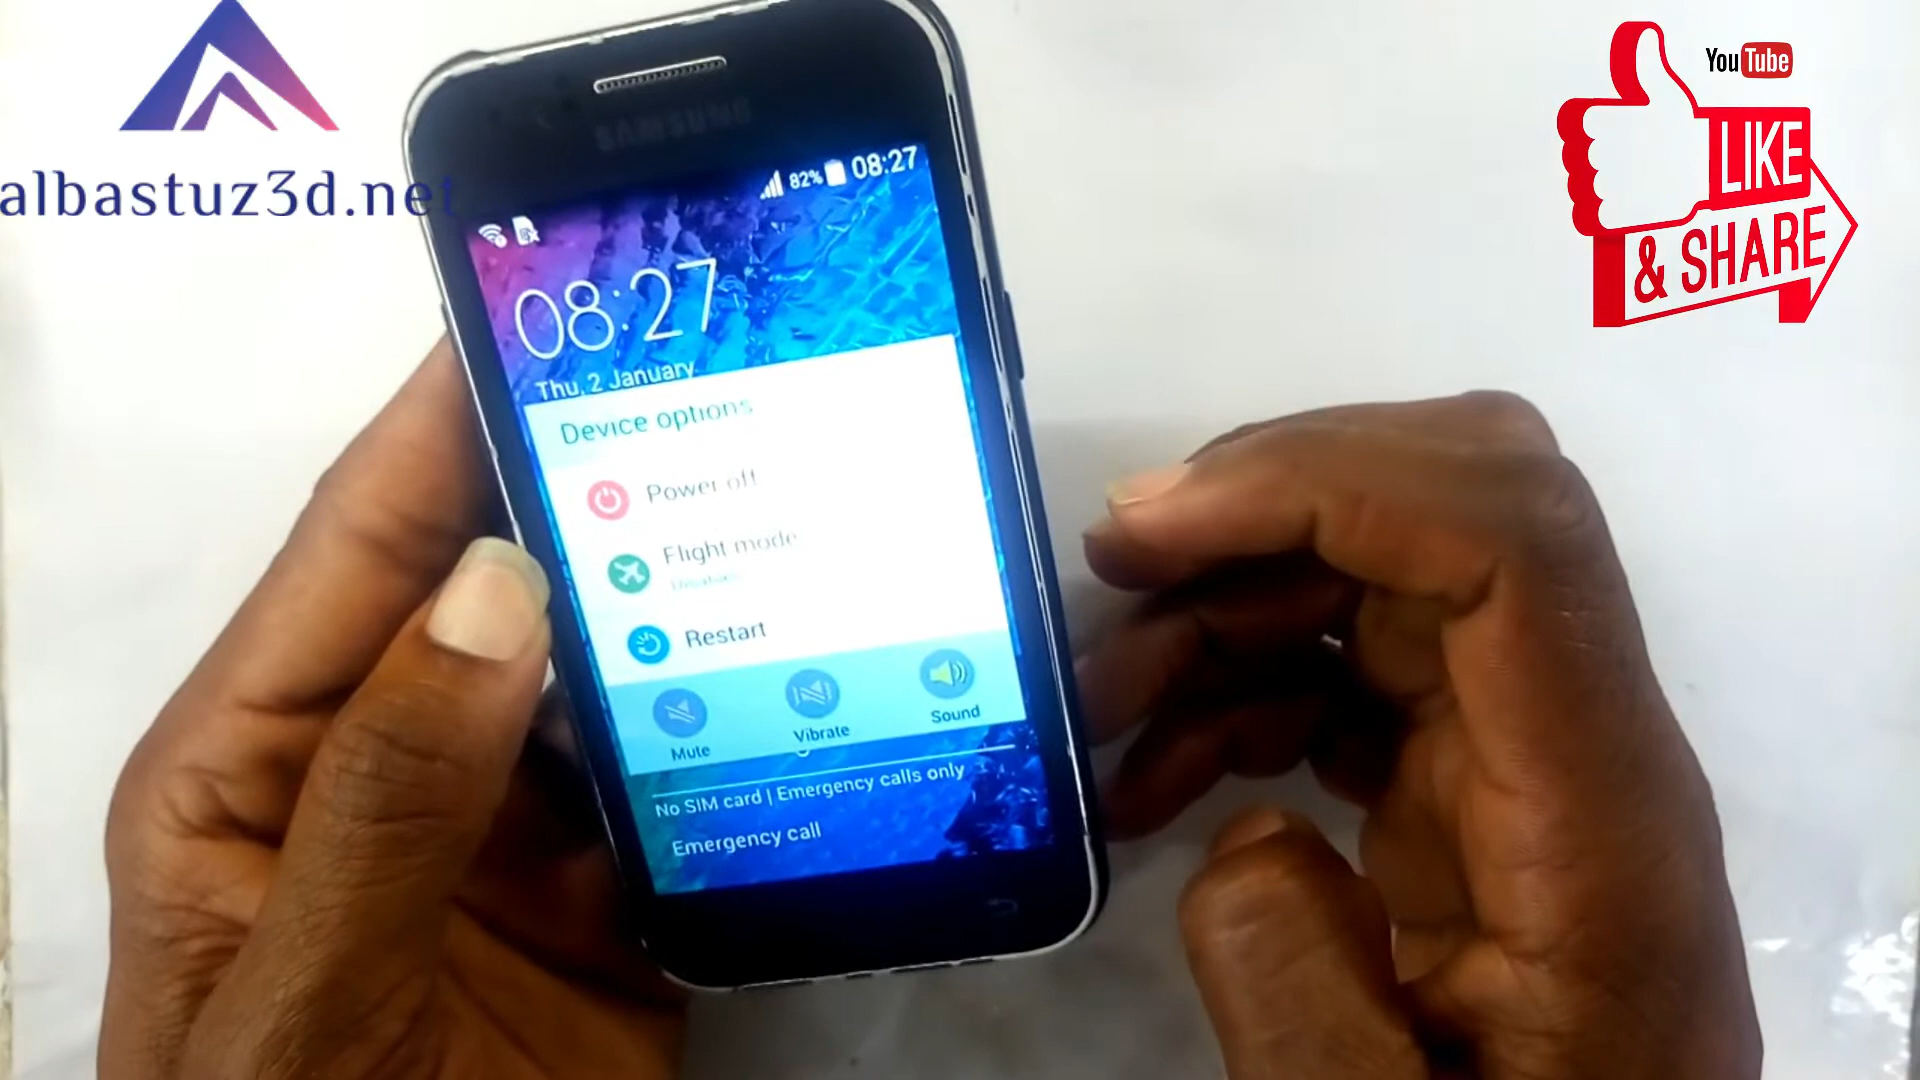 albastuz3d.net
YouTube
LIKE
& SHARE
SAMSUNG
82% 08:27
08:27
Thu, 2 January
Device options
Power off
Flight mode
Restart
Mute
Vibrate
Sound
No SIM card | Emergency calls only
Emergency call